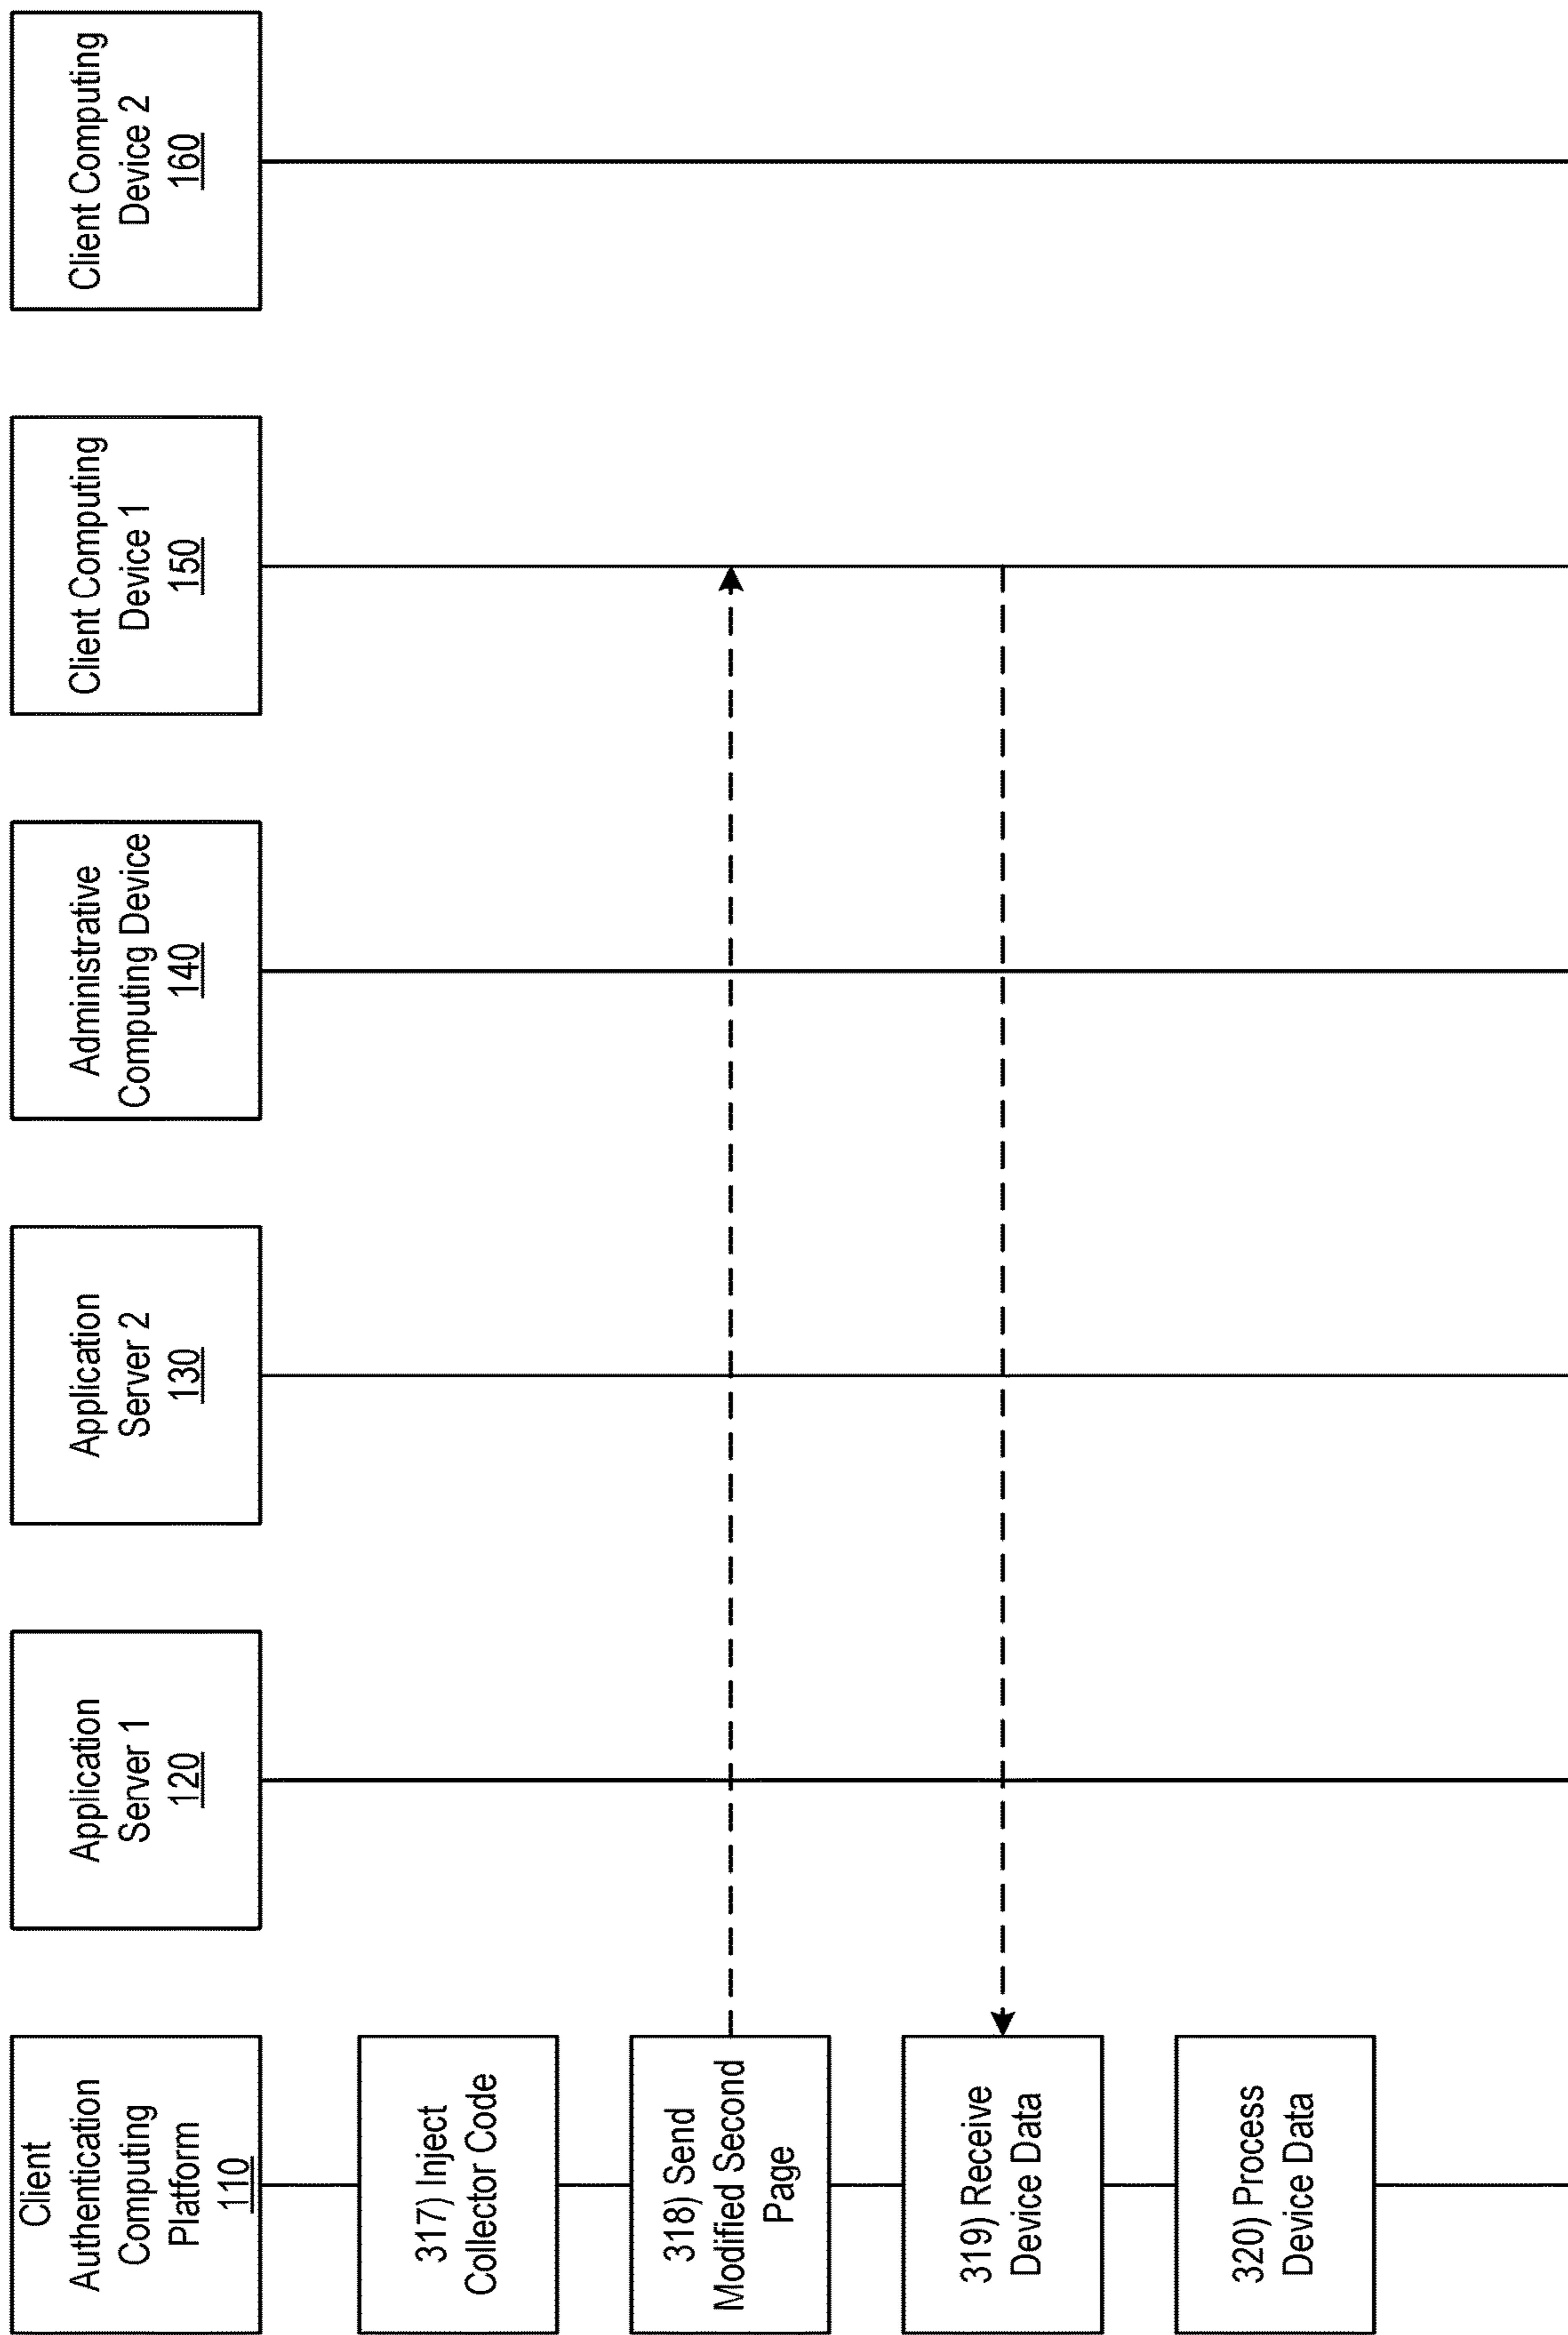 Client
Authentication
Computing
Platform
110
Application
Server 1
120
Application
Server 2
130
Administrative
Computing Device
140
Client Computing
Device 1
150
Client Computing
Device 2
160
317) Inject
Collector Code
318) Send
Modified Second
Page
319) Receive
Device Data
320) Process
Device Data